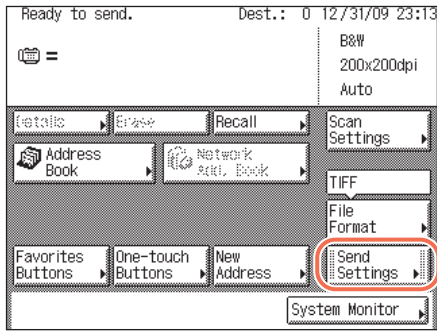 Ready to send.
Dest.: 0 12/31/09 23:13
=
B&W
200x200dpi
Auto
Details
Erase
Recall
Scan
Settings
Address
Book
Network
Add. Book
TIFF
File
Format
Favorites
Buttons
One-touch
Buttons
New
Address
Send
Settings
System Monitor